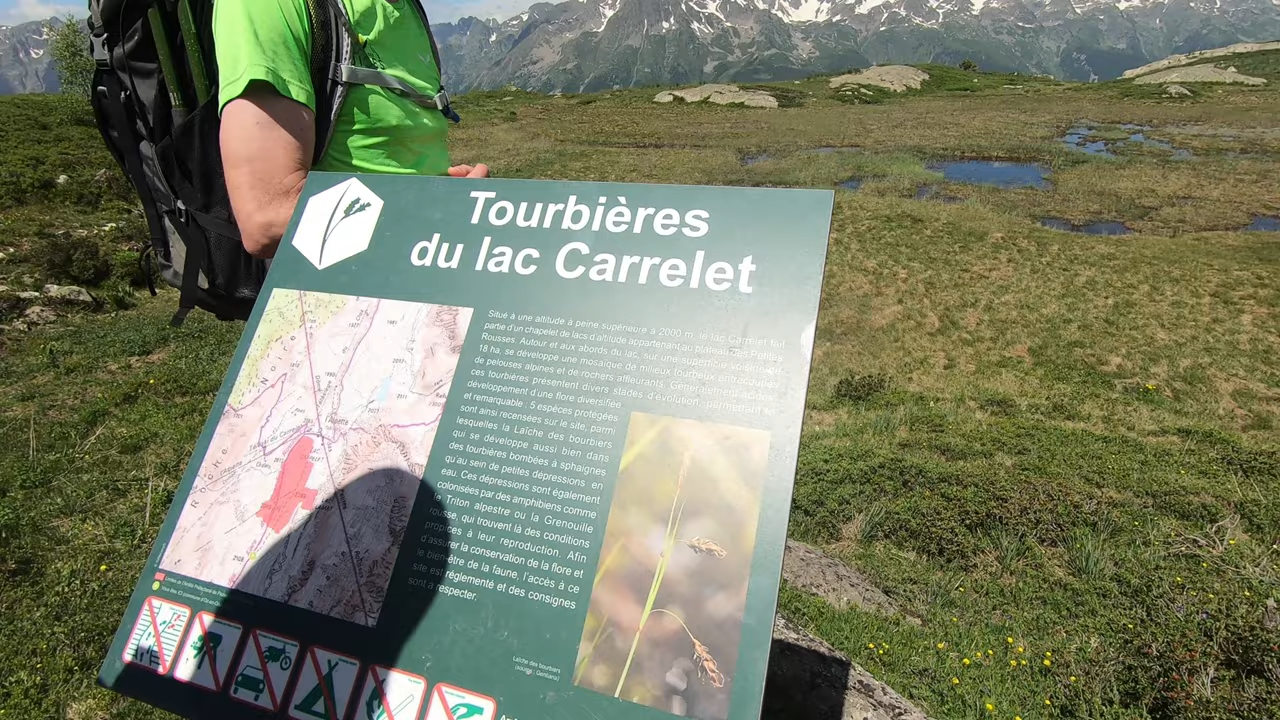 Tourbières
du lac Carrelet
Situé à une altitude à peine supérieure à 2000 m, le lac Carrelet fait
partie d'un chapelet de lacs d'altitude appartenant au plateau des Petites
Rousses. Autour et aux abords du lac, sur une superficie
18 ha, se développe une mosaïque de milieux tourbeux entrecoupés
de pelouses alpines et de rochers affleurants. Généralement acides,
ces tourbières présentent divers stades d'évolution, permettant le
développement d'une flore diversifiée
et remarquable : 5 espèces protégées
sont ainsi recensées sur le site, parmi
lesquelles la Laîche des bourbiers
qui se développe aussi bien dans
des tourbières bombées à sphaignes
qu'au sein de petites dépressions en
eau. Ces dépressions sont également
colonisées par des amphibiens comme
le Triton alpestre ou la Grenouille
rousse, qui trouvent là des conditions
propices à leur reproduction. Afin
d'assurer la conservation de la flore et
le bien-être de la faune, l'accès à ce
site est réglementé et des consignes
sont à respecter.
Laîche des bourbiers
(source : Gentiana)